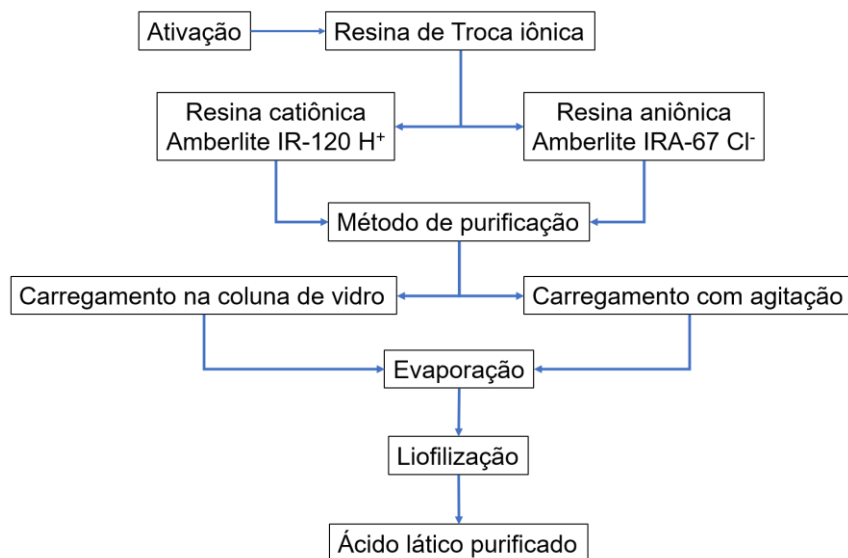 Ativação
Resina de Troca iônica
Resina catiônica
Amberlite IR-120 H⁺
Resina aniônica
Amberlite IRA-67 Cl⁻
Método de purificação
Carregamento na coluna de vidro
Carregamento com agitação
Evaporação
Liofilização
Ácido lático purificado